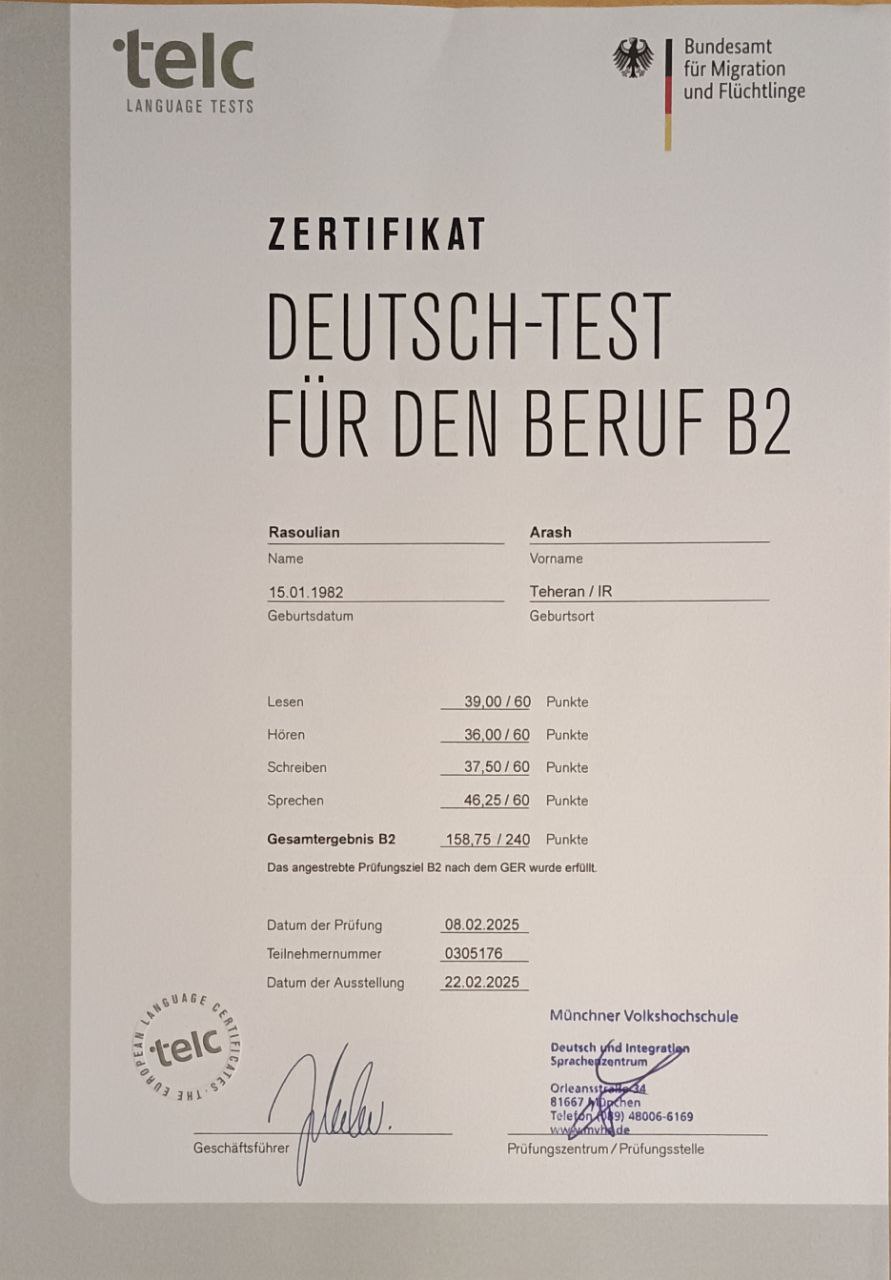 telc
LANGUAGE TESTS
Bundesamt
für Migration
und Flüchtlinge
ZERTIFIKAT
DEUTSCH-TEST
FÜR DEN BERUF B2
Rasoulian Arash
Name Vorname
15.01.1982 Teheran / IR
Geburtsdatum Geburtsort
Lesen 39,00 / 60 Punkte
Hören 36,00 / 60 Punkte
Schreiben 37,50 / 60 Punkte
Sprechen 46,25 / 60 Punkte
Gesamtergebnis B2 158,75 / 240 Punkte
Das angestrebte Prüfungsziel B2 nach dem GER wurde erfüllt.
Datum der Prüfung 08.02.2025
Teilnehmernummer 0305176
Datum der Ausstellung 22.02.2025
THE EUROPEAN LANGUAGE CERTIFICATES
telc
Münchner Volkshochschule
Deutsch und Integration
Sprachenzentrum
Orleansstraße 34
81667 München
Telefon (089) 48006-6169
www.mvhs.de
Geschäftsführer
Prüfungszentrum / Prüfungsstelle